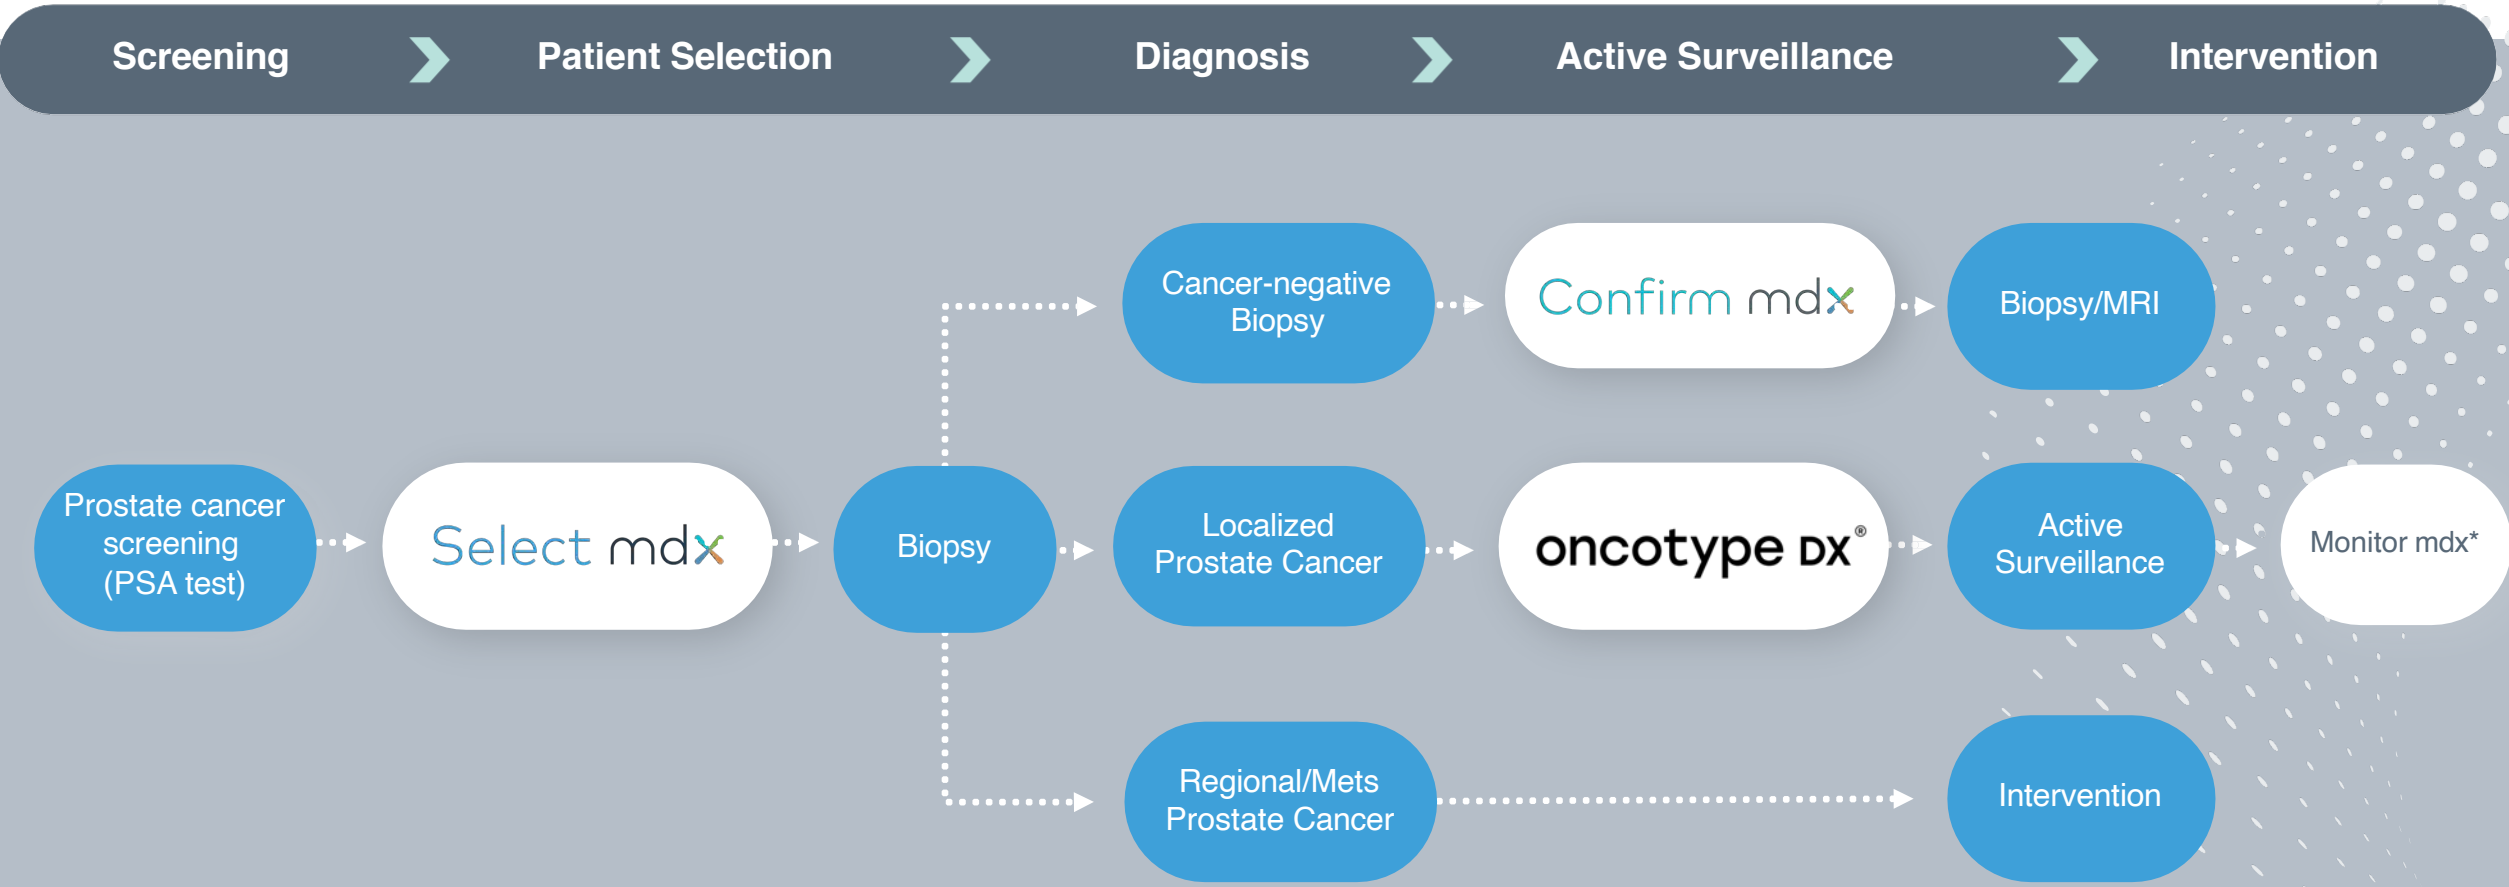 Screening
Patient Selection
Diagnosis
Active Surveillance
Intervention
Cancer-negative
Biopsy
Confirm mdx
Biopsy/MRI
Prostate cancer
screening
(PSA test)
Select mdx
Biopsy
Localized
Prostate Cancer
oncotype DX®
Active
Surveillance
Monitor mdx*
Regional/Mets
Prostate Cancer
Intervention